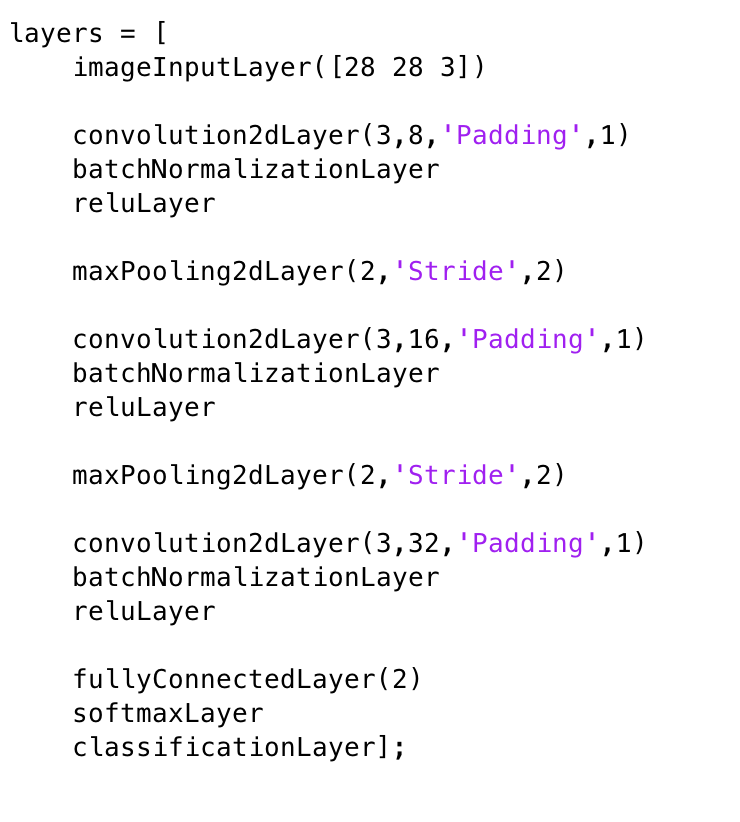 layers = [
imageInputLayer([28 28 3])
convolution2dLayer(3,8,'Padding',1)
batchNormalizationLayer
reluLayer
maxPooling2dLayer(2,'Stride',2)
convolution2dLayer(3,16,'Padding',1)
batchNormalizationLayer
reluLayer
maxPooling2dLayer(2,'Stride',2)
convolution2dLayer(3,32,'Padding',1)
batchNormalizationLayer
reluLayer
fullyConnectedLayer(2)
softmaxLayer
classificationLayer];